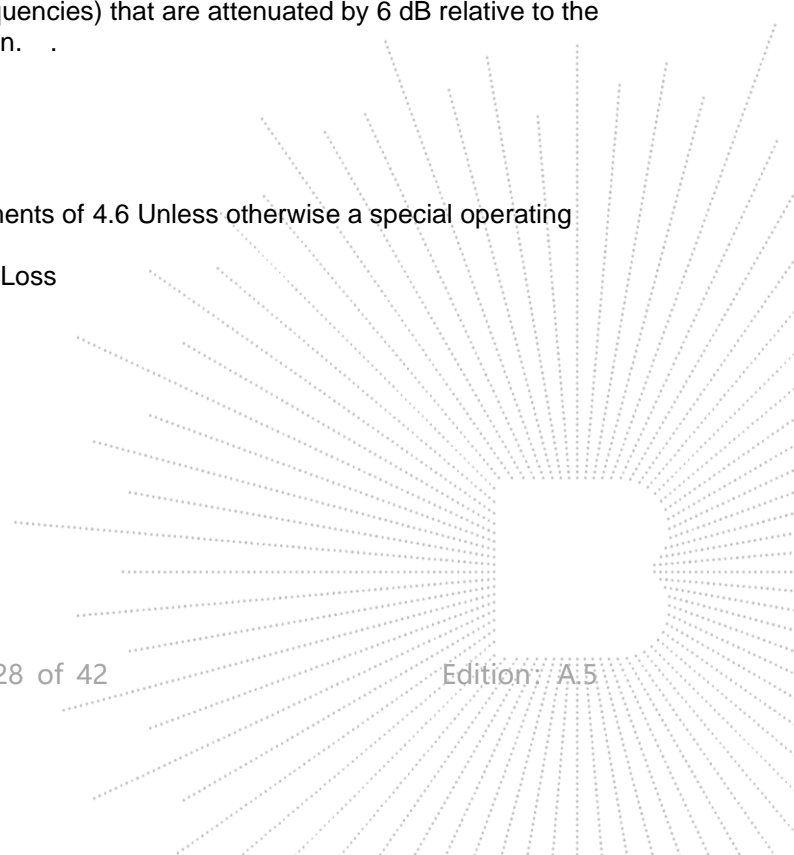 quencies) that are attenuated by 6 dB relative to the
n. .
nents of 4.6 Unless otherwise a special operating
Loss
28 of 42 Edition: A.5